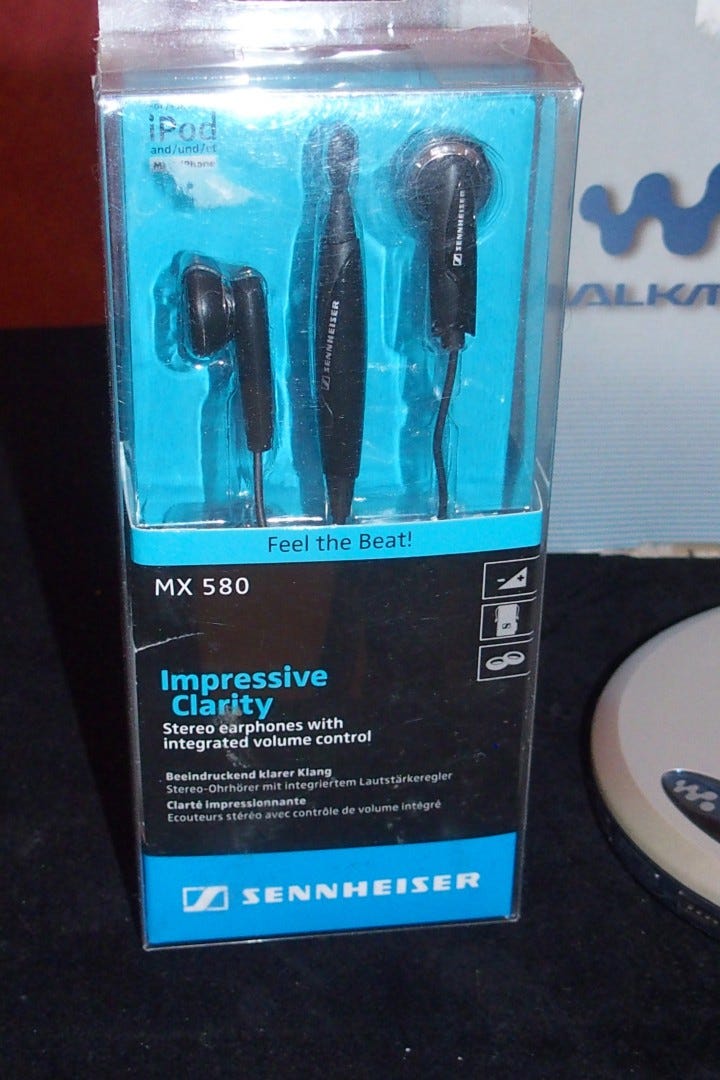 iPod
and/und/et
SENNHEISER
SENNHEISER
Feel the Beat!
MX 580
Impressive
Clarity
Stereo earphones with
integrated volume control
Beeindruckend klarer Klang
Stereo-Ohrhörer mit integriertem Lautstärkeregler
Clarté impressionnante
Ecouteurs stéréo avec contrôle de volume intégré
SENNHEISER
ALKM